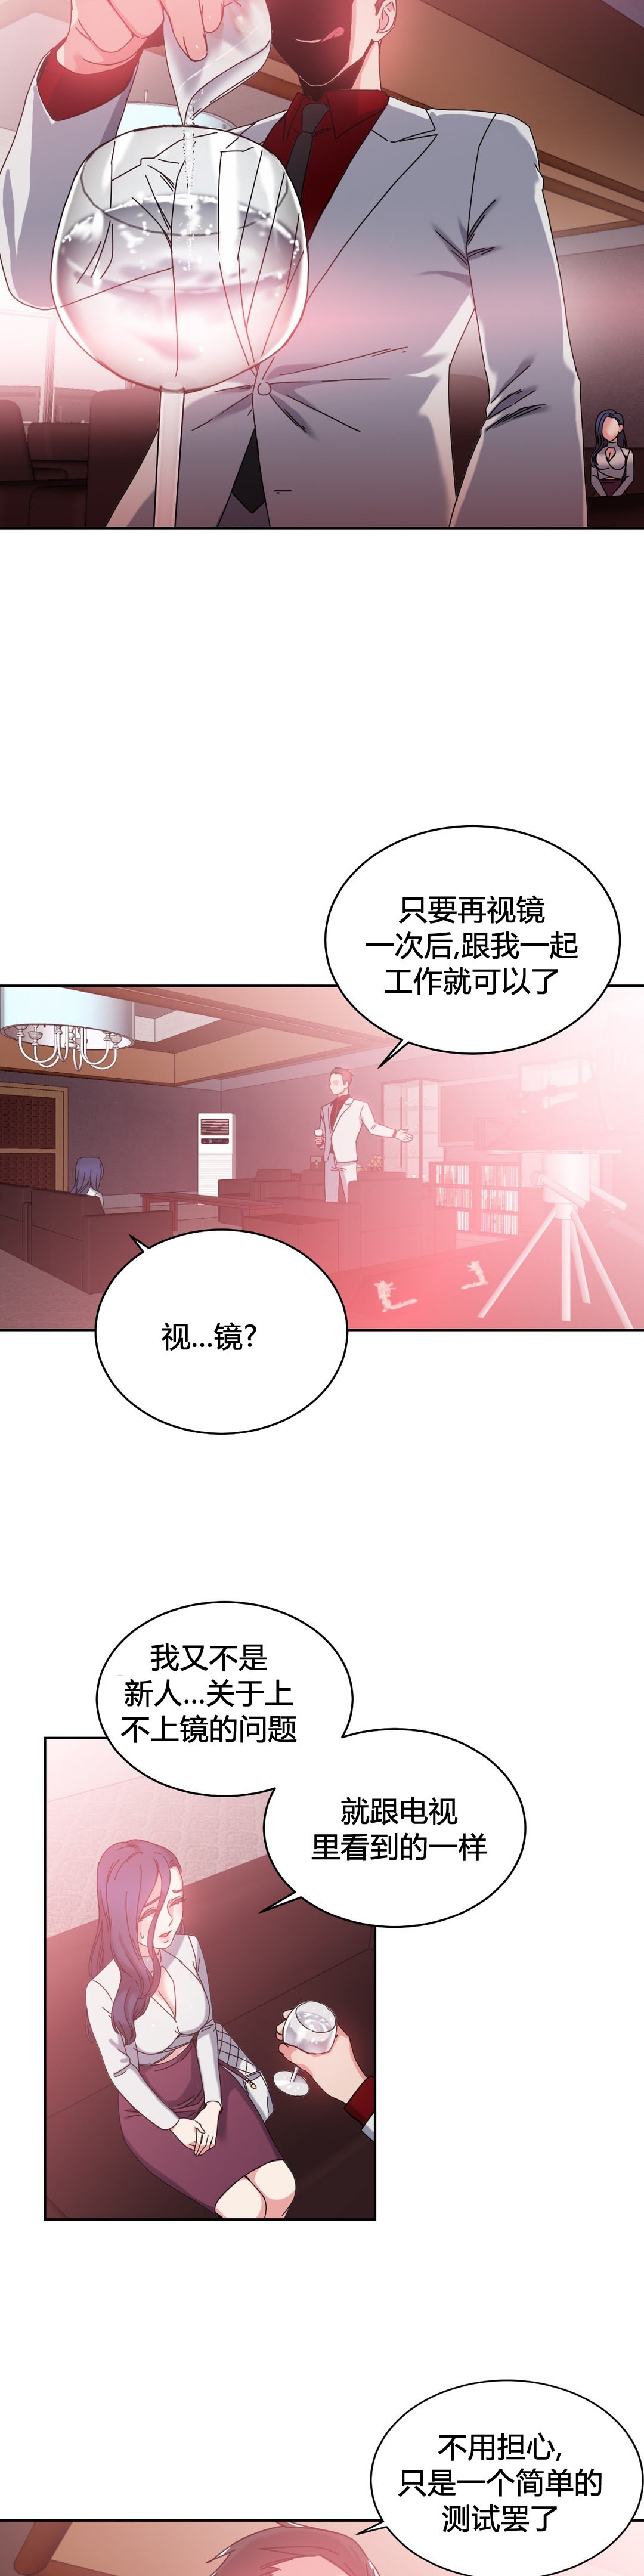 只要再视镜
一次后,跟我一起
工作就可以了
视...镜?
我又不是
新人...关于上
不上镜的问题
就跟电视
里看到的一样
不用担心,
只是一个简单的
测试罢了